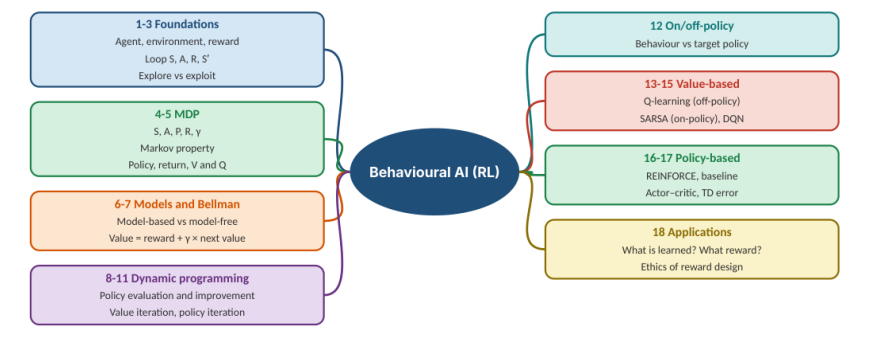 1-3 Foundations
Agent, environment, reward
Loop S, A, R, S′
Explore vs exploit
4-5 MDP
S, A, P, R, γ
Markov property
Policy, return, V and Q
6-7 Models and Bellman
Model-based vs model-free
Value = reward + γ × next value
8-11 Dynamic programming
Policy evaluation and improvement
Value iteration, policy iteration
Behavioural AI (RL)
12 On/off-policy
Behaviour vs target policy
13-15 Value-based
Q-learning (off-policy)
SARSA (on-policy), DQN
16-17 Policy-based
REINFORCE, baseline
Actor–critic, TD error
18 Applications
What is learned? What reward?
Ethics of reward design